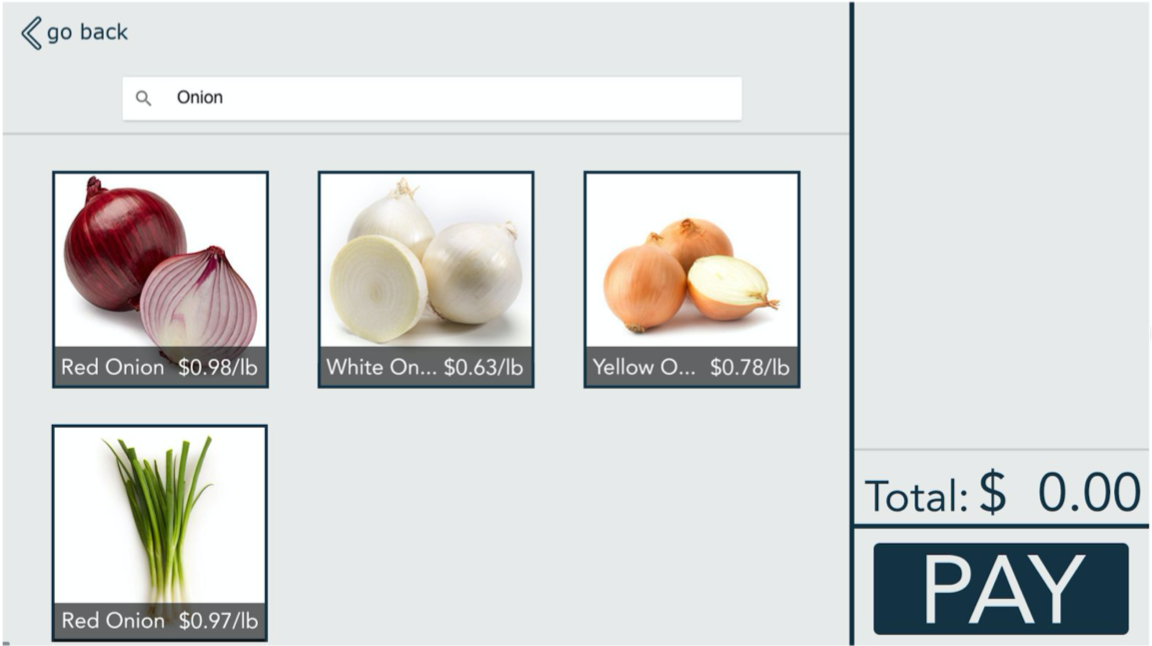 go back
Onion
Red Onion $0.98/lb
White On... $0.63/lb
Yellow O... $0.78/lb
Red Onion $0.97/lb
Total: $ 0.00
PAY